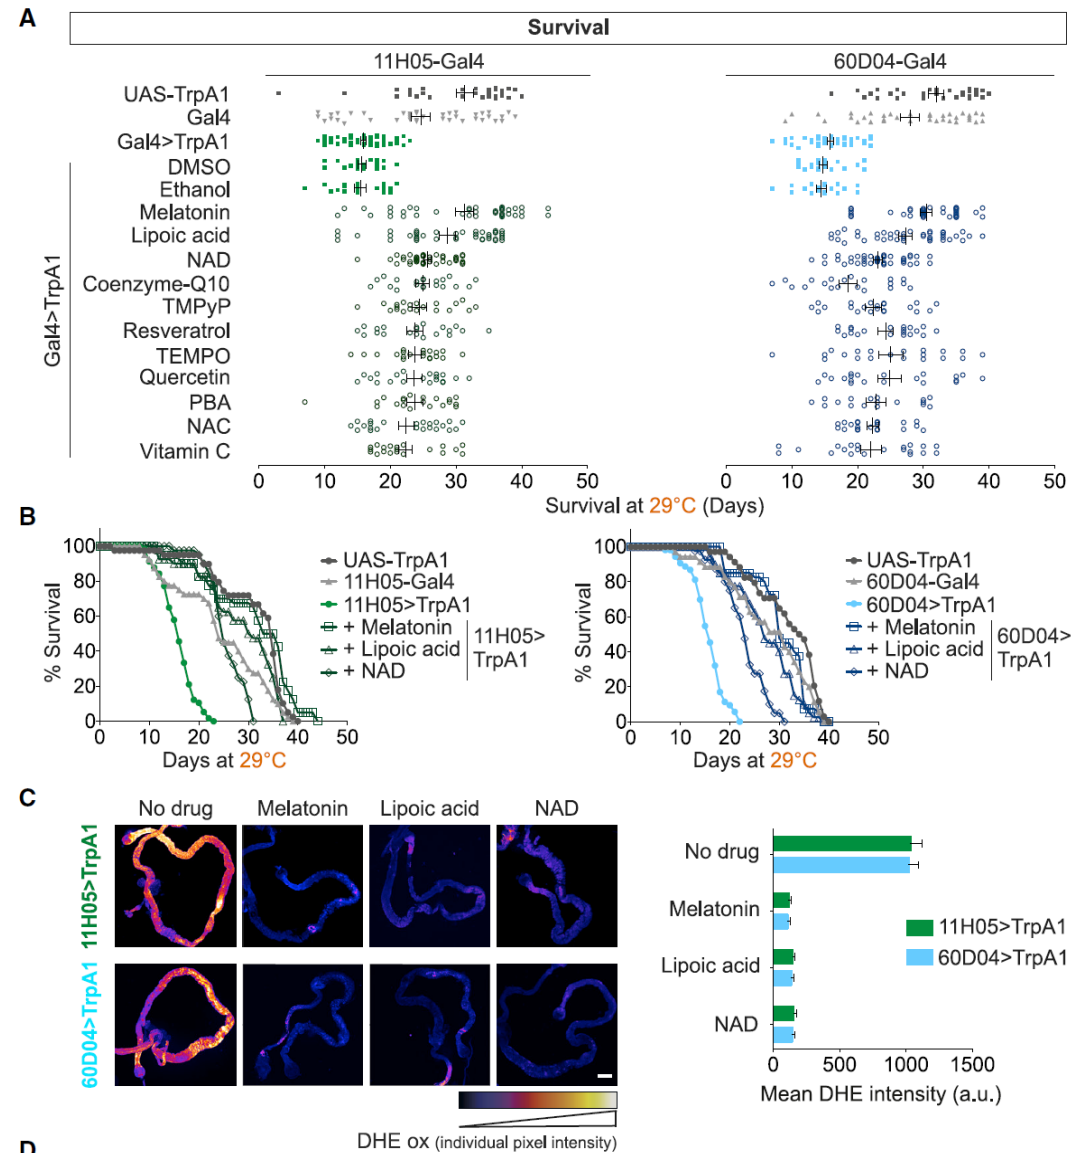 A
Survival
11H05-Gal4
60D04-Gal4
UAS-TrpA1
Gal4
Gal4>TrpA1
DMSO
Ethanol
Melatonin
Lipoic acid
NAD
Coenzyme-Q10
TMPyP
Resveratrol
TEMPO
Quercetin
PBA
NAC
Vitamin C
Gal4>TrpA1
0 10 20 30 40 50
0 10 20 30 40 50
Survival at 29°C (Days)
B
% Survival
100
80
60
40
20
0
0 10 20 30 40 50
Days at 29°C
UAS-TrpA1
11H05-Gal4
11H05>TrpA1
+ Melatonin
+ Lipoic acid
+ NAD
11H05>
TrpA1
% Survival
100
80
60
40
20
0
0 10 20 30 40 50
Days at 29°C
UAS-TrpA1
60D04-Gal4
60D04>TrpA1
+ Melatonin
+ Lipoic acid
+ NAD
60D04>
TrpA1
C
No drug Melatonin Lipoic acid NAD
11H05>TrpA1
60D04>TrpA1
DHE ox (individual pixel intensity)
No drug
Melatonin
Lipoic acid
NAD
11H05>TrpA1
60D04>TrpA1
0 500 1000 1500
Mean DHE intensity (a.u.)
D